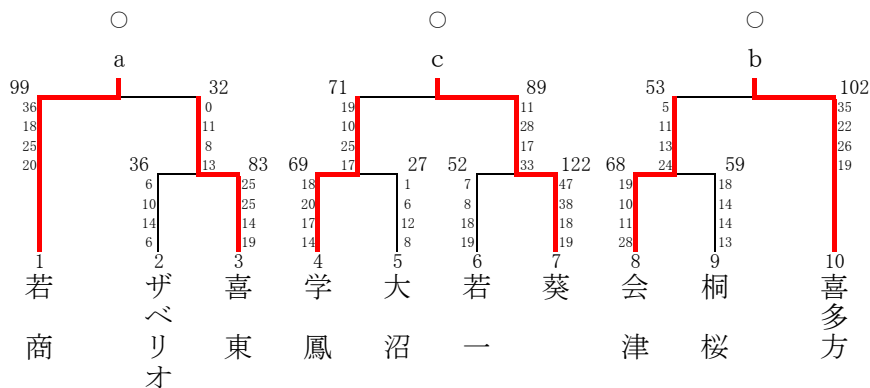 ○ ○ ○
a c b
99 32 71 89 53 102
36 0 19 11 5 35
18 11 10 28 11 22
25 8 25 17 13 26
20 13 17 33 24 19
36 83 69 27 52 122 68 59
6 25 18 1 7 47 19 18
10 25 20 6 8 38 10 14
14 14 17 12 18 18 11 14
6 19 14 8 19 19 28 13
1 2 3 4 5 6 7 8 9 10
若商
ザベリオ
喜東
学鳳
大沼
若一
葵
会津
桐桜
喜多方